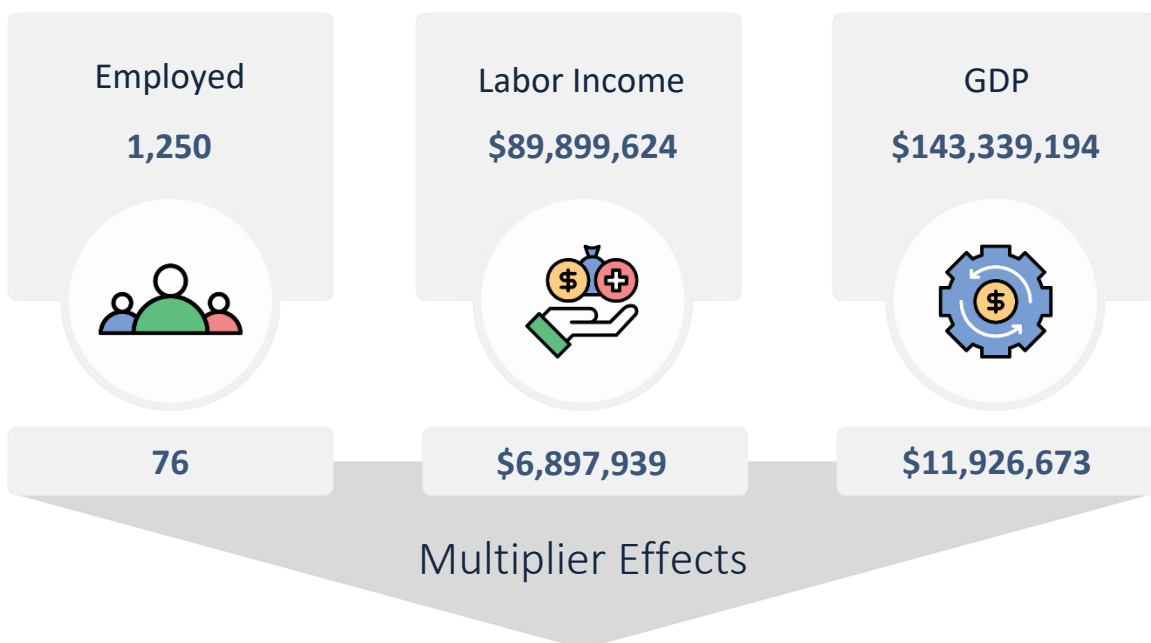 Employed
1,250
Labor Income
$89,899,624
GDP
$143,339,194
$
$
76
$6,897,939
$11,926,673
Multiplier Effects